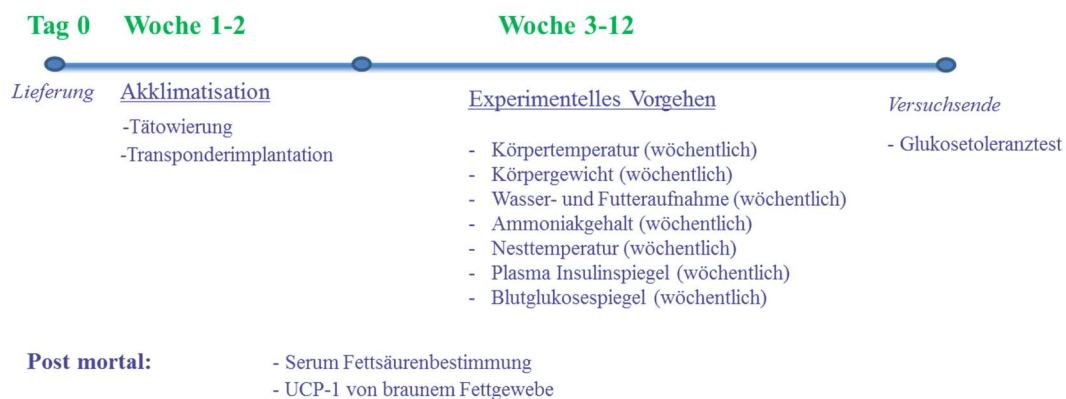 Tag 0 Woche 1-2 Woche 3-12
Lieferung
Akklimatisation
-Tätowierung
-Transponderimplantation
Experimentelles Vorgehen
- Körpertemperatur (wöchentlich)
- Körpergewicht (wöchentlich)
- Wasser- und Futteraufnahme (wöchentlich)
- Ammoniakgehalt (wöchentlich)
- Nesttemperatur (wöchentlich)
- Plasma Insulinspiegel (wöchentlich)
- Blutglukosespiegel (wöchentlich)
Versuchsende
- Glukosetoleranztest
Post mortal: - Serum Fettsäurenbestimmung
- UCP-1 von braunem Fettgewebe